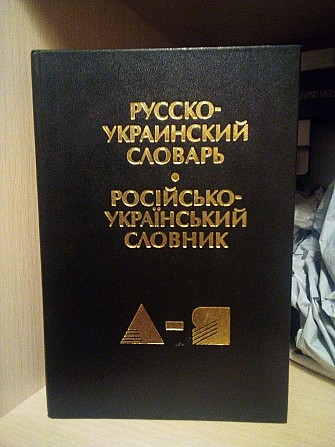 РУССКО-
УКРАИНСКИЙ
СЛОВАРЬ
РОСІЙСЬКО-
УКРАЇНСЬКИЙ
СЛОВНИК
А-Я